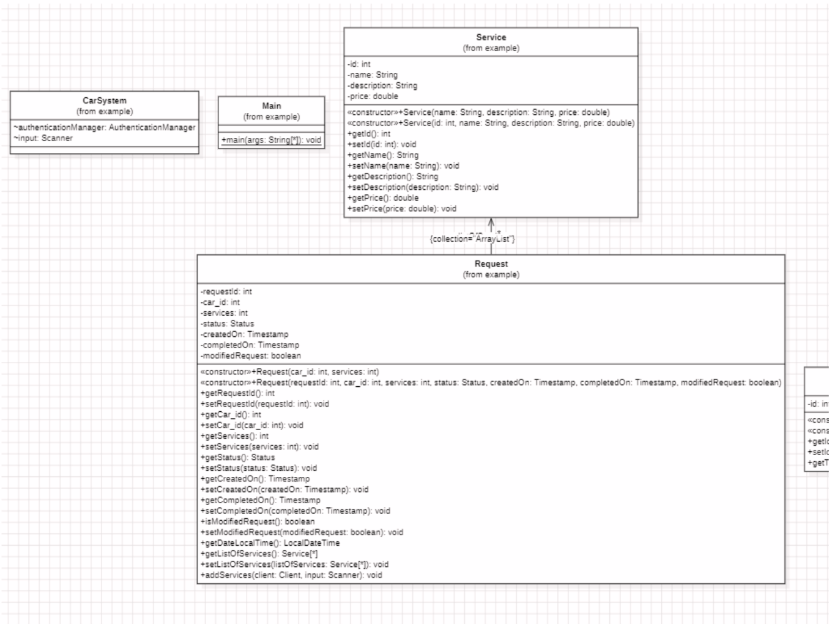 Service
(from example)
-id: int
-name: String
-description: String
-price: double
«constructor»+Service(name: String, description: String, price: double)
«constructor»+Service(id: int, name: String, description: String, price: double)
+getId(): int
+setId(id: int): void
+getName(): String
+setName(name: String): void
+getDescription(): String
+setDescription(description: String): void
+getPrice(): double
+setPrice(price: double): void
CarSystem
(from example)
~authenticationManager: AuthenticationManager
~input: Scanner
Main
(from example)
+main(args: String[*]): void
{collection="ArrayList"}
Request
(from example)
-requestId: int
-car_id: int
-services: int
-status: Status
-createdOn: Timestamp
-completedOn: Timestamp
-modifiedRequest: boolean
«constructor»+Request(car_id: int, services: int)
«constructor»+Request(requestId: int, car_id: int, services: int, status: Status, createdOn: Timestamp, completedOn: Timestamp, modifiedRequest: boolean)
+getRequestId(): int
+setRequestId(requestId: int): void
+getCar_id(): int
+setCar_id(car_id: int): void
+getServices(): int
+setServices(services: int): void
+getStatus(): Status
+setStatus(status: Status): void
+getCreatedOn(): Timestamp
+setCreatedOn(createdOn: Timestamp): void
+getCompletedOn(): Timestamp
+setCompletedOn(completedOn: Timestamp): void
+isModifiedRequest(): boolean
+setModifiedRequest(modifiedRequest: boolean): void
+getDateLocalTime(): LocalDateTime
+getListOfServices(): Service[*]
+setListOfServices(listOfServices: Service[*]): void
+addServices(client: Client, input: Scanner): void
-id: in
«cons
«cons
+getId
+setId
+getT